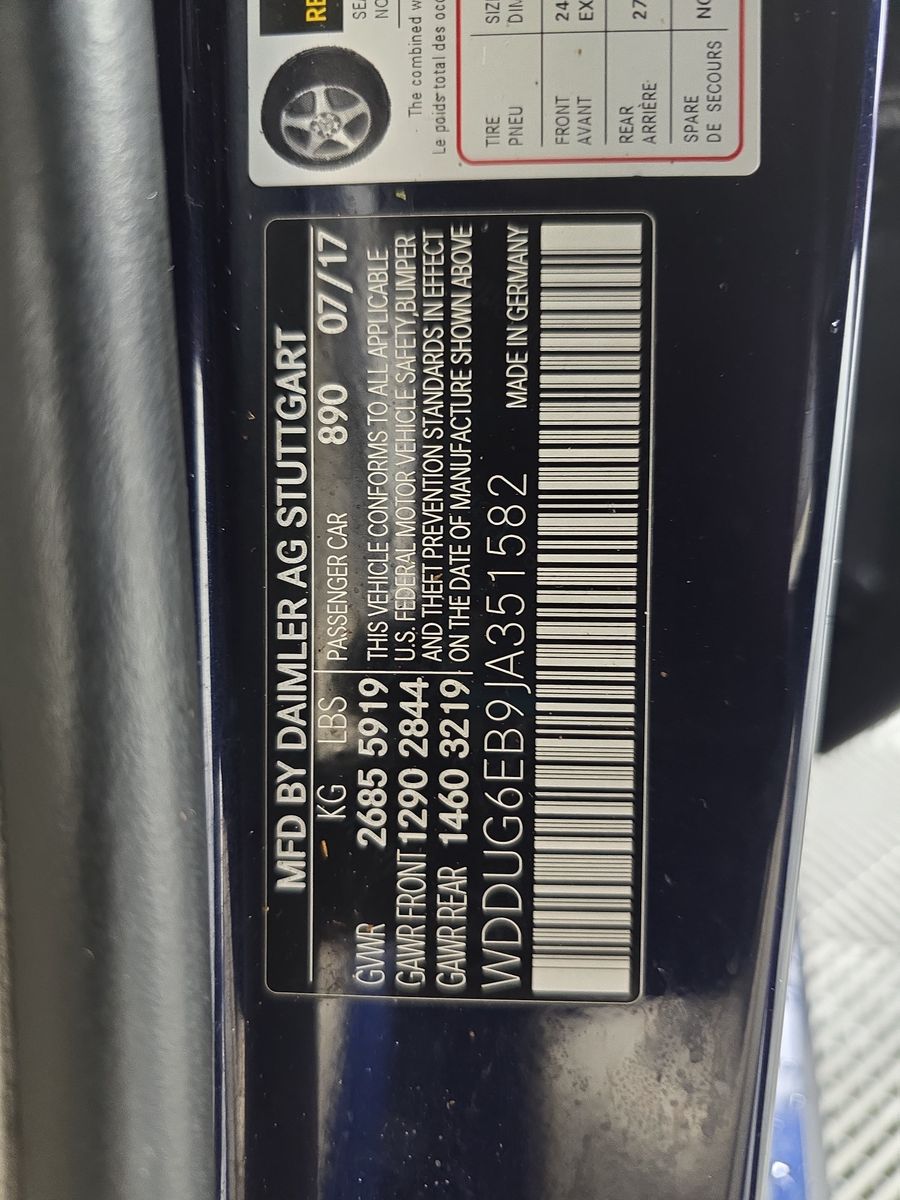 MFD BY DAIMLER AG STUTTGART
KG LBS PASSENGER CAR 890 07/17
GVWR 2685 5919 THIS VEHICLE CONFORMS TO ALL APPLICABLE
GAWR FRONT 1290 2844 U.S. FEDERAL MOTOR VEHICLE SAFETY, BUMPER
GAWR REAR 1460 3219 AND THEFT PREVENTION STANDARDS IN EFFECT
ON THE DATE OF MANUFACTURE SHOWN ABOVE
WDDUG6EB9JA351582 MADE IN GERMANY
The combined
Le poids total des
TIRE
PNEU
FRONT
AVANT
24
REAR
ARRIÈRE
27
SPARE
DE SECOURS